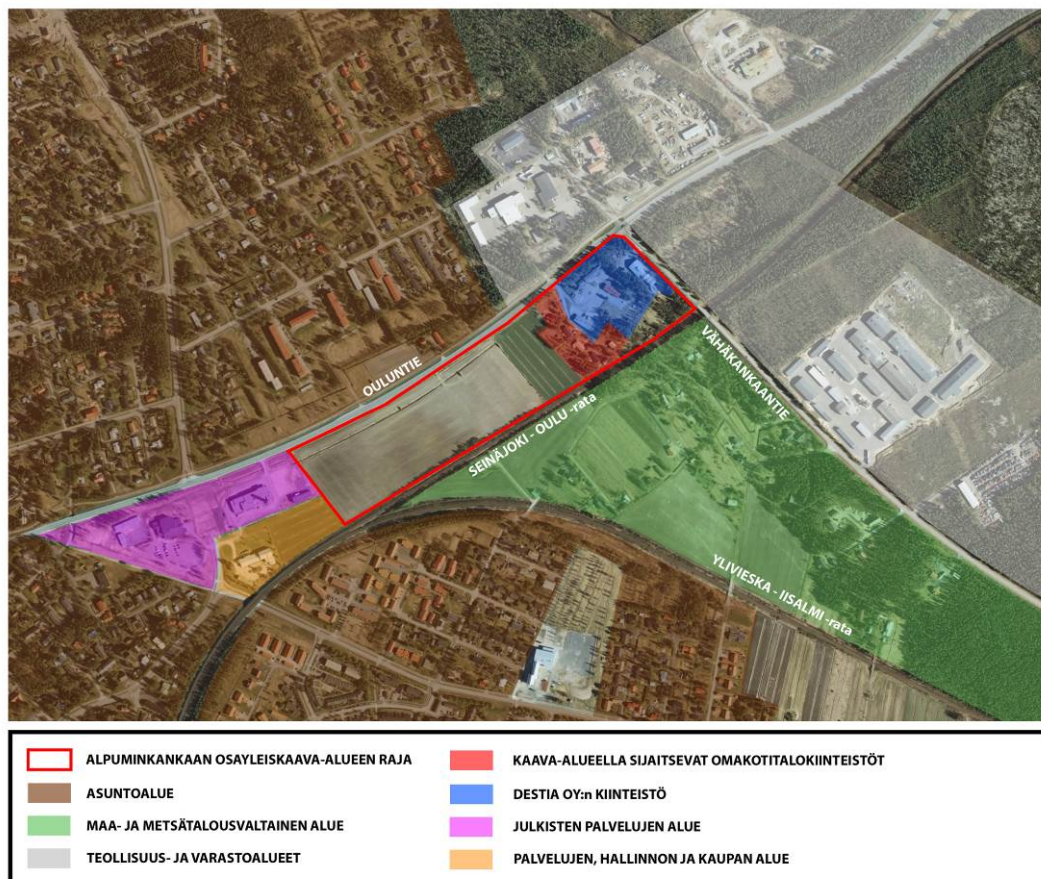 OULUNTIE
VÄHÄKANKAANTIE
SEINÄJOKI - OULU -rata
YLIVIESKA - IISALMI -rata
ALPUMINKANKAAN OSAYLEISKAAVA-ALUEEN RAJA
ASUNTOALUE
MAA- JA METSÄTALOUSVALTAINEN ALUE
TEOLLISUUS- JA VARASTOALUEET
KAAVA-ALUEELLA SIJAITSEVAT OMAKOTITALOKIINTEISTÖT
DESTIA OY:n KIINTEISTÖ
JULKISTEN PALVELUJEN ALUE
PALVELUJEN, HALLINNON JA KAUPAN ALUE